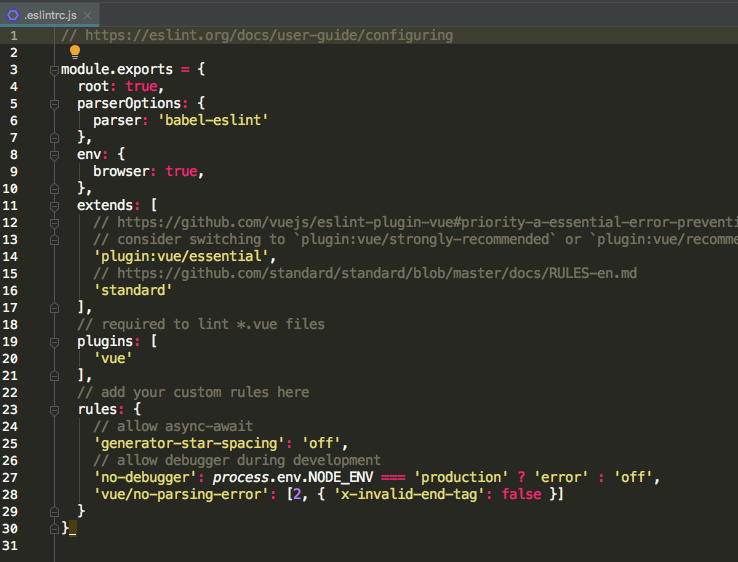 .eslintrc.js
1 // https://eslint.org/docs/user-guide/configuring
2
3 module.exports = {
4   root: true,
5   parserOptions: {
6     parser: 'babel-eslint'
7   },
8   env: {
9     browser: true,
10   },
11   extends: [
12     // https://github.com/vuejs/eslint-plugin-vue#priority-a-essential-error-preventi
13     // consider switching to `plugin:vue/strongly-recommended` or `plugin:vue/recomme
14     'plugin:vue/essential',
15     // https://github.com/standard/standard/blob/master/docs/RULES-en.md
16     'standard'
17   ],
18   // required to lint *.vue files
19   plugins: [
20     'vue'
21   ],
22   // add your custom rules here
23   rules: {
24     // allow async-await
25     'generator-star-spacing': 'off',
26     // allow debugger during development
27     'no-debugger': process.env.NODE_ENV === 'production' ? 'error' : 'off',
28     'vue/no-parsing-error': [2, { 'x-invalid-end-tag': false }]
29   }
30 }
31